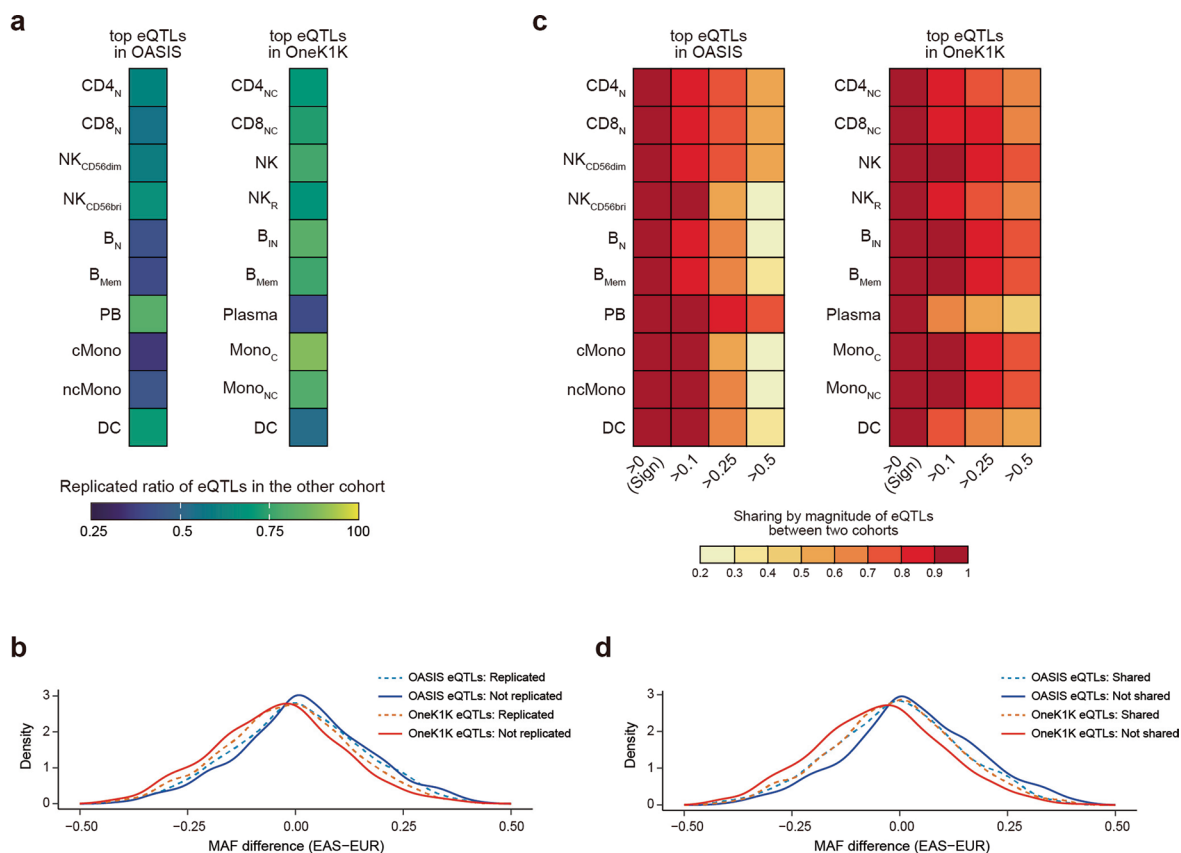 a
top eQTLs
in OASIS
top eQTLs
in OneK1K
CD4N
CD8N
NKCD56dim
NKCD56bri
BN
BMem
PB
cMono
ncMono
DC
CD4NC
CD8NC
NK
NKR
BIN
BMem
Plasma
MonoC
MonoNC
DC
Replicated ratio of eQTLs in the other cohort
0.25 0.5 0.75 100
c
top eQTLs
in OASIS
top eQTLs
in OneK1K
CD4N
CD8N
NKCD56dim
NKCD56bri
BN
BMem
PB
cMono
ncMono
DC
>0
(Sign)
>0.1
>0.25
>0.5
CD4NC
CD8NC
NK
NKR
BIN
BMem
Plasma
MonoC
MonoNC
DC
>0
(Sign)
>0.1
>0.25
>0.5
Sharing by magnitude of eQTLs
between two cohorts
0.2 0.3 0.4 0.5 0.6 0.7 0.8 0.9 1
b
OASIS eQTLs: Replicated
OASIS eQTLs: Not replicated
OneK1K eQTLs: Replicated
OneK1K eQTLs: Not replicated
Density
3
2
1
0
−0.50 −0.25 0.00 0.25 0.50
MAF difference (EAS−EUR)
d
OASIS eQTLs: Shared
OASIS eQTLs: Not shared
OneK1K eQTLs: Shared
OneK1K eQTLs: Not shared
Density
3
2
1
0
−0.50 −0.25 0.00 0.25 0.50
MAF difference (EAS−EUR)